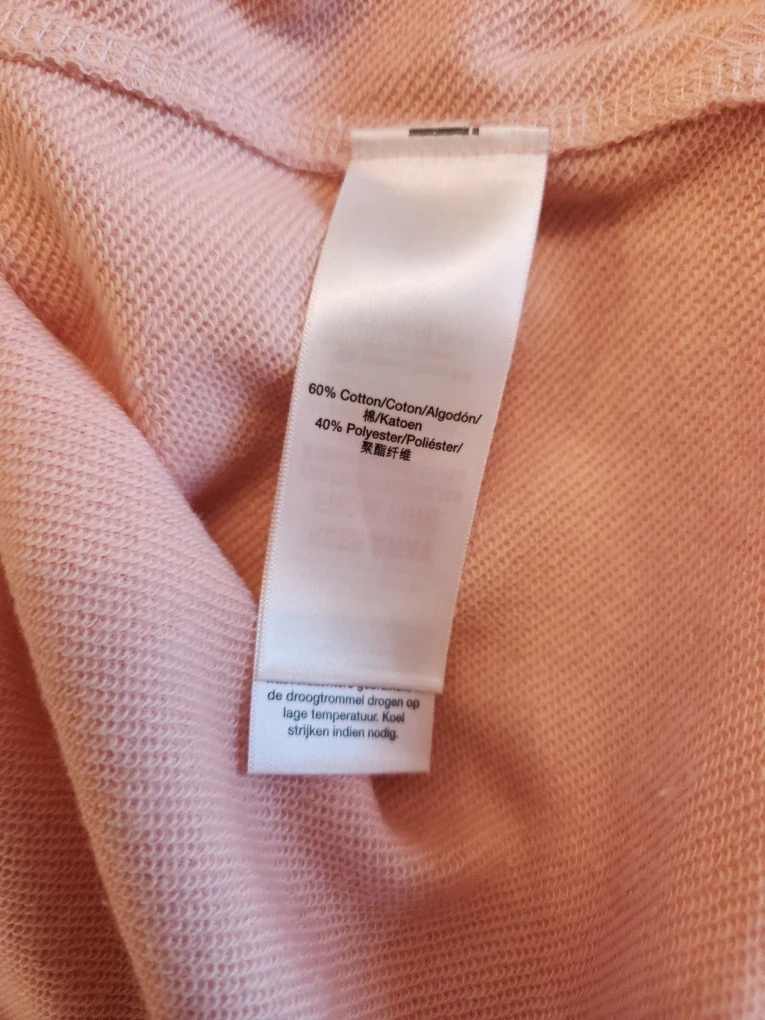 60% Cotton/Coton/Algodón/
棉/Katoen
40% Polyester/Poliéster/
聚酯纤维
de droogtrommel drogen op
lage temperatuur. Koel
strijken indien nodig.